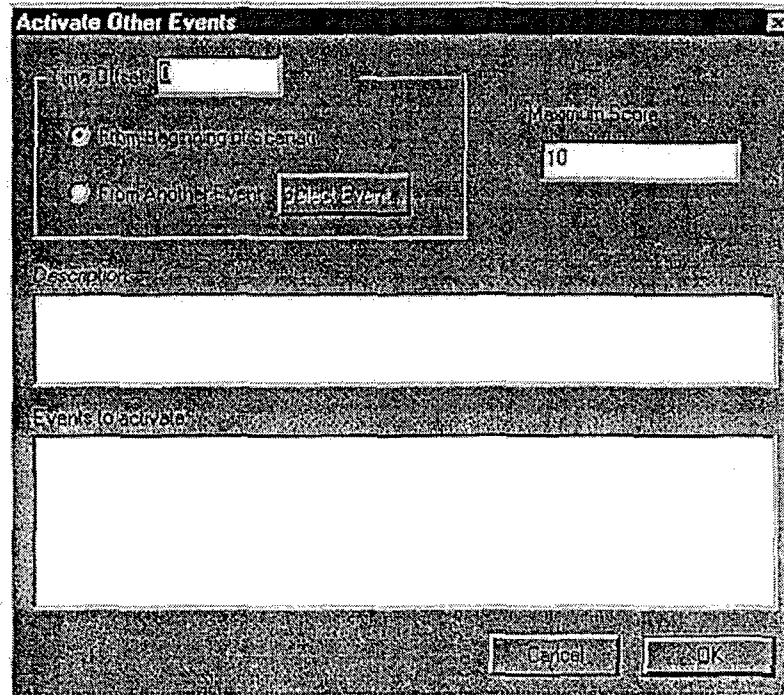 Activate Other Events
Time Offset
Maximum Score
10
From Beginning of Scenario
From Another Event
Select Event...
Description
Events to activate
Cancel
OK